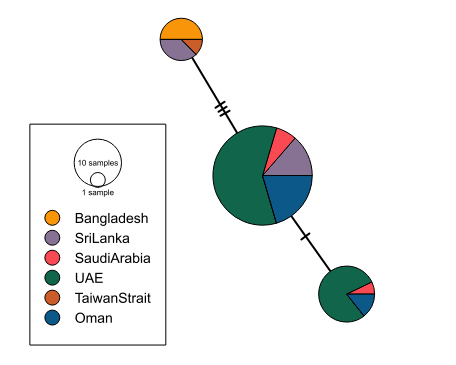 10 samples
1 sample
Bangladesh
SriLanka
SaudiArabia
UAE
TaiwanStrait
Oman